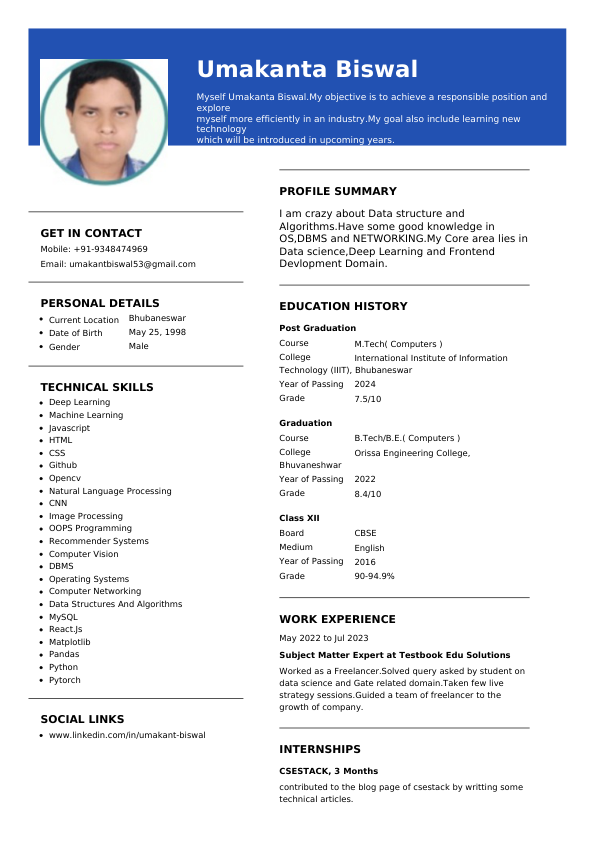 Umakanta Biswal
Myself Umakanta Biswal.My objective is to achieve a responsible position and
explore
myself more efficiently in an industry.My goal also include learning new
technology
which will be introduced in upcoming years.
GET IN CONTACT
Mobile: +91-9348474969
Email: umakantbiswal53@gmail.com
PERSONAL DETAILS
• Current Location Bhubaneswar
• Date of Birth May 25, 1998
• Gender Male
TECHNICAL SKILLS
• Deep Learning
• Machine Learning
• Javascript
• HTML
• CSS
• Github
• Opencv
• Natural Language Processing
• CNN
• Image Processing
• OOPS Programming
• Recommender Systems
• Computer Vision
• DBMS
• Operating Systems
• Computer Networking
• Data Structures And Algorithms
• MySQL
• React.Js
• Matplotlib
• Pandas
• Python
• Pytorch
SOCIAL LINKS
• www.linkedin.com/in/umakant-biswal
PROFILE SUMMARY
I am crazy about Data structure and
Algorithms.Have some good knowledge in
OS,DBMS and NETWORKING.My Core area lies in
Data science,Deep Learning and Frontend
Devlopment Domain.
EDUCATION HISTORY
Post Graduation
Course M.Tech( Computers )
College International Institute of Information
Technology (IIIT), Bhubaneswar
Year of Passing 2024
Grade 7.5/10
Graduation
Course B.Tech/B.E.( Computers )
College Orissa Engineering College,
Bhuvaneshwar
Year of Passing 2022
Grade 8.4/10
Class XII
Board CBSE
Medium English
Year of Passing 2016
Grade 90-94.9%
WORK EXPERIENCE
May 2022 to Jul 2023
Subject Matter Expert at Testbook Edu Solutions
Worked as a Freelancer.Solved query asked by student on
data science and Gate related domain.Taken few live
strategy sessions.Guided a team of freelancer to the
growth of company.
INTERNSHIPS
CSESTACK, 3 Months
contributed to the blog page of csestack by writting some
technical articles.